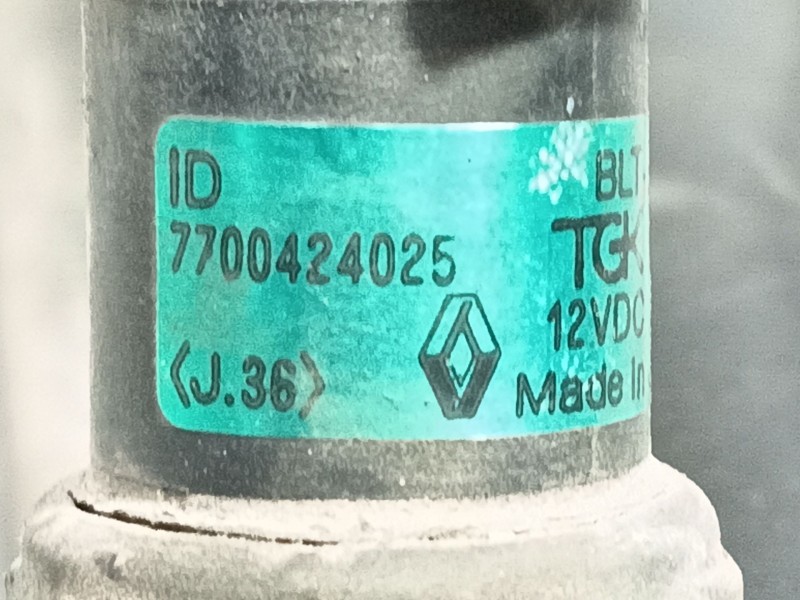 ID
7700424025
<J.36>
BLT
TGK
12VDC
Made In